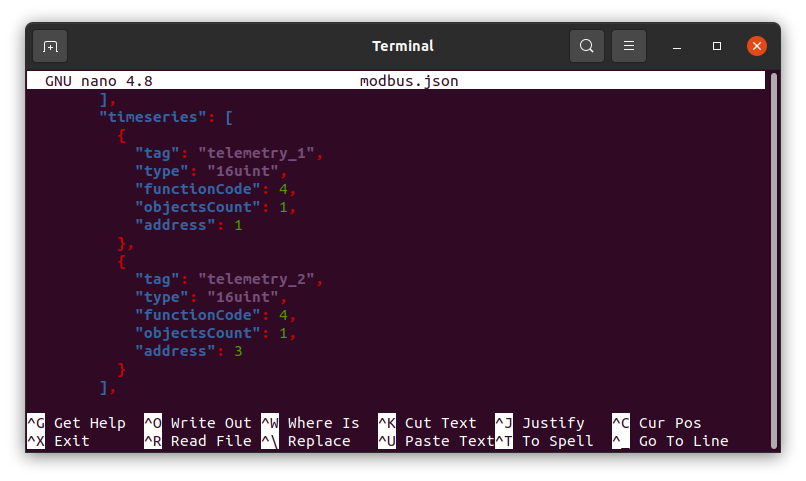 Terminal
GNU nano 4.8 modbus.json
],
"timeseries": [
{
"tag": "telemetry_1",
"type": "16uint",
"functionCode": 4,
"objectsCount": 1,
"address": 1
},
{
"tag": "telemetry_2",
"type": "16uint",
"functionCode": 4,
"objectsCount": 1,
"address": 3
}
],
^G Get Help ^O Write Out ^W Where Is ^K Cut Text ^J Justify ^C Cur Pos
^X Exit ^R Read File ^\ Replace ^U Paste Text ^T To Spell ^_ Go To Line